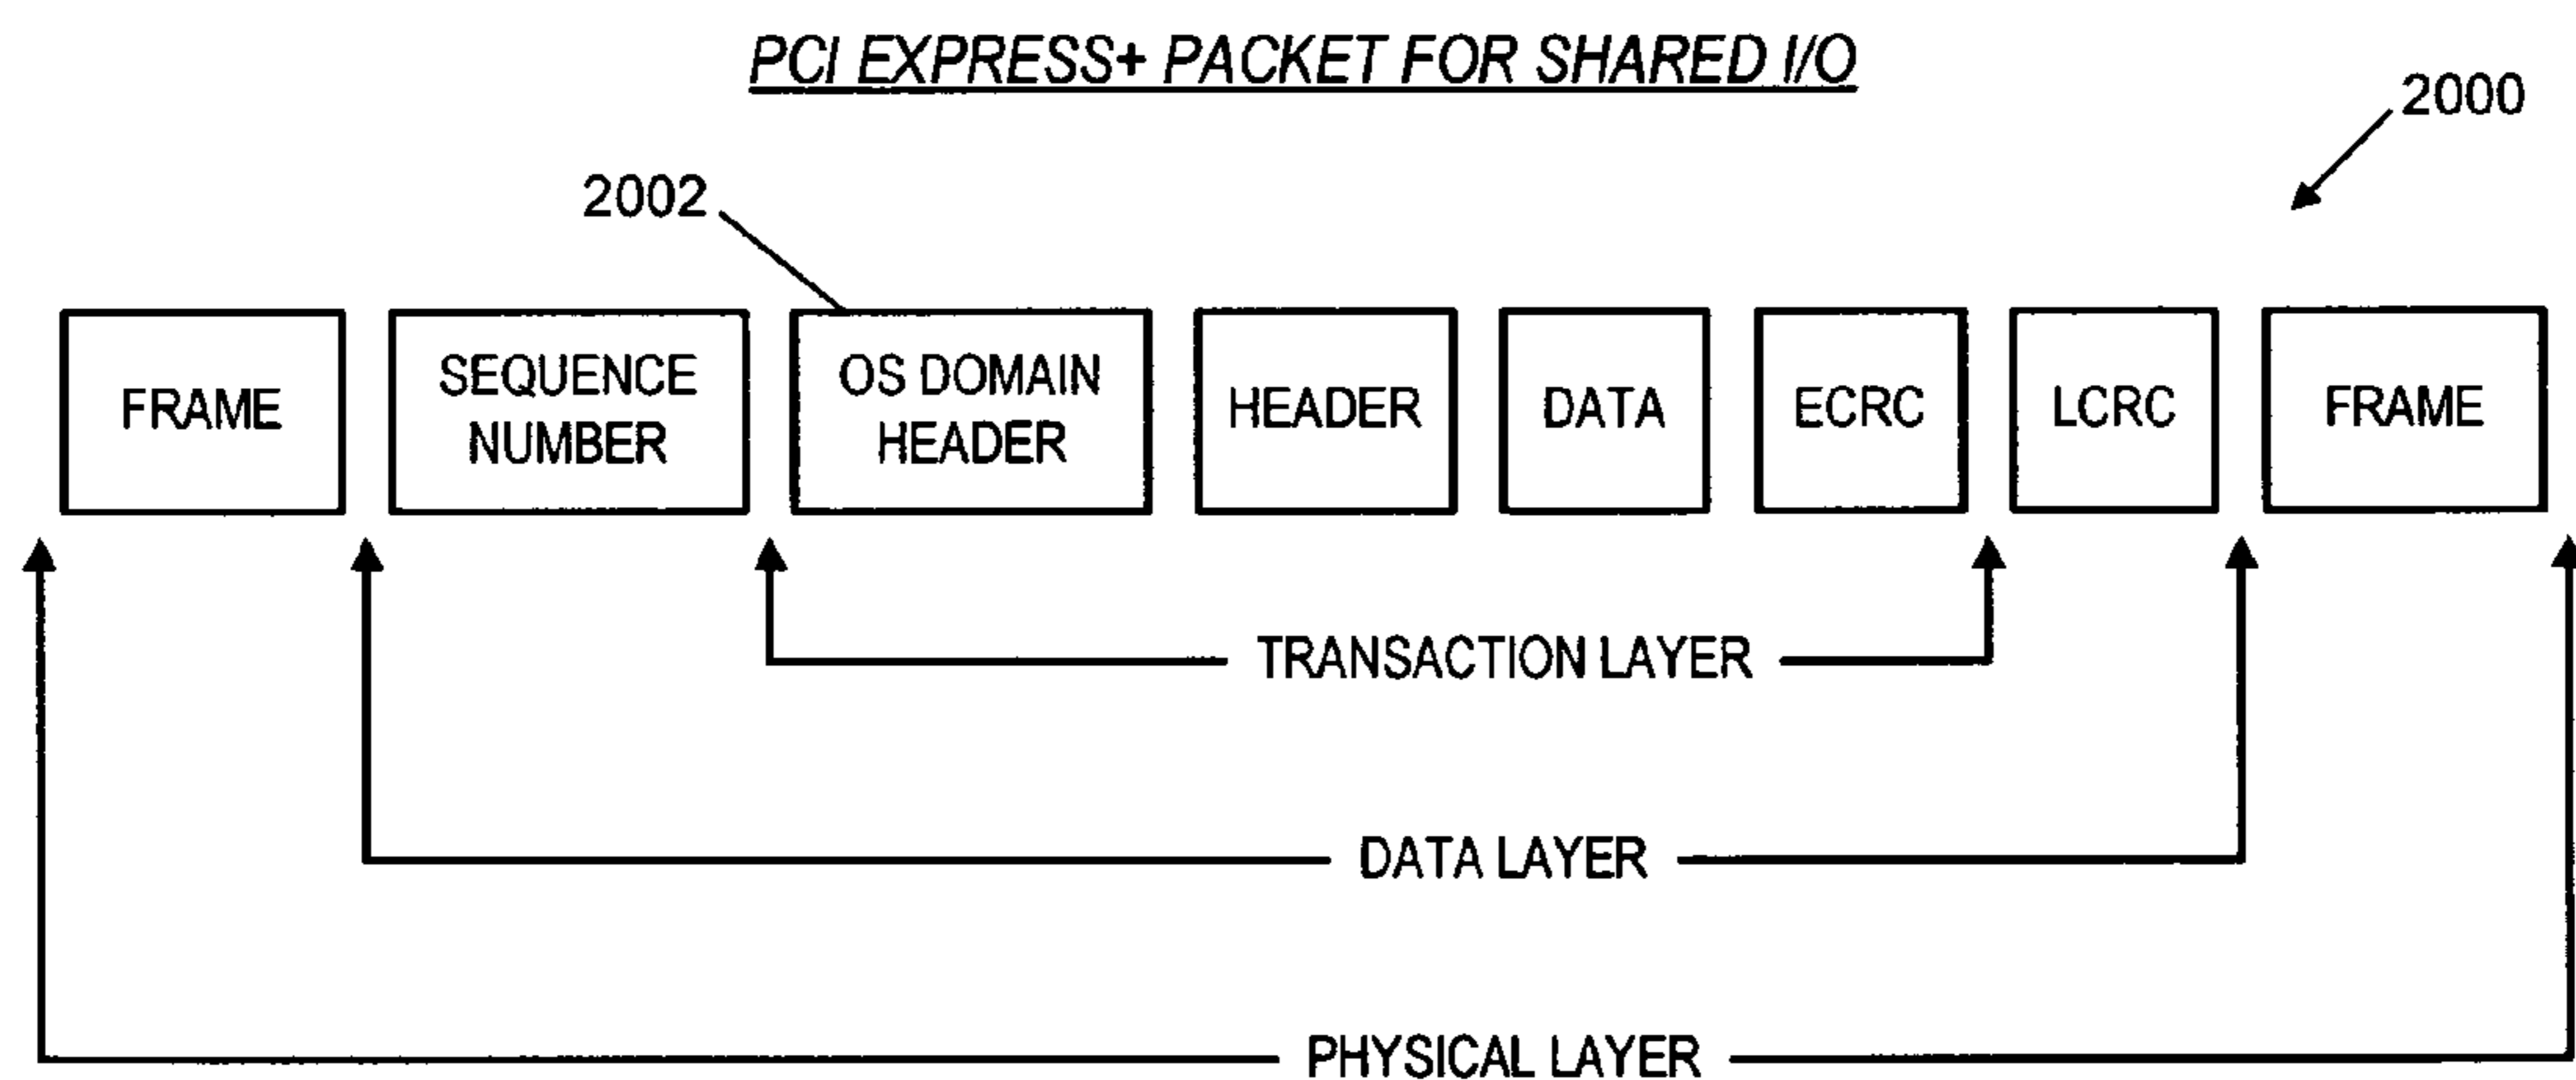 PCI EXPRESS+ PACKET FOR SHARED I/O
2000
2002
FRAME
SEQUENCE
NUMBER
OS DOMAIN
HEADER
HEADER
DATA
ECRC
LCRC
FRAME
TRANSACTION LAYER
DATA LAYER
PHYSICAL LAYER